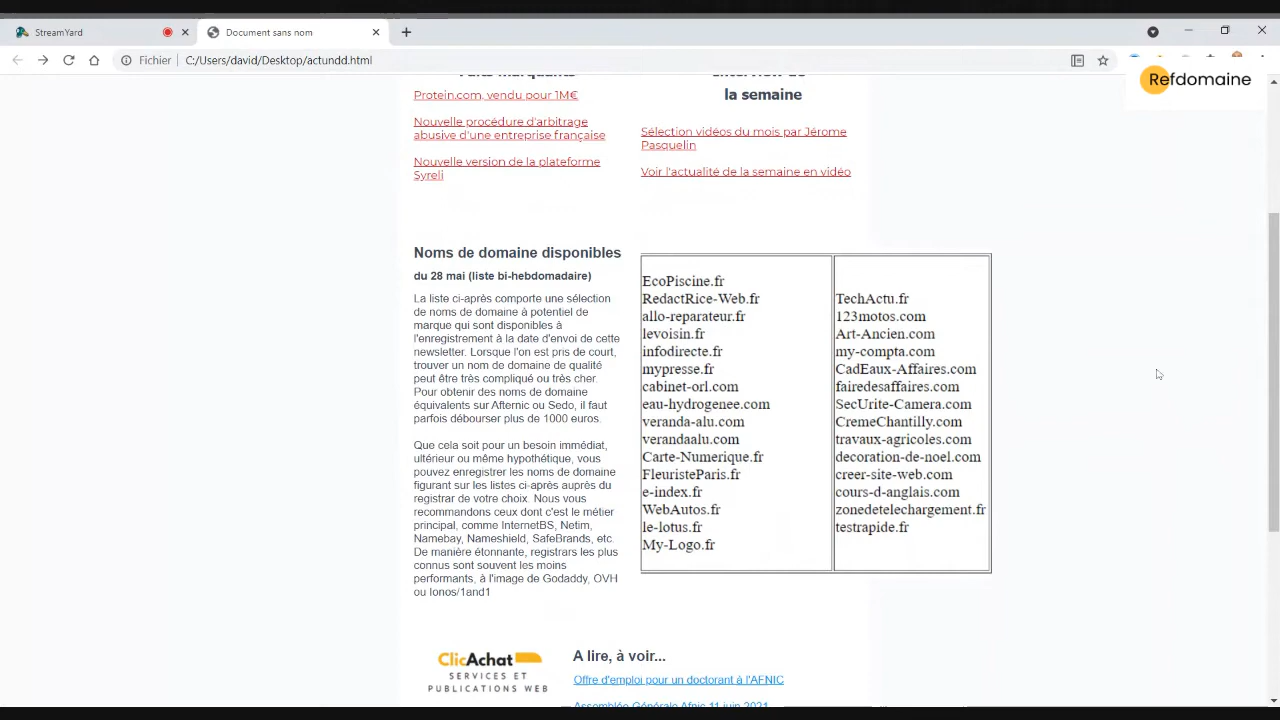 StreamYard
Document sans nom
Fichier
C:/Users/david/Desktop/actundd.html
Refdomaine
Faits marquants
Protein.com, vendu pour 1M€
Nouvelle procédure d'arbitrage
abusive d'une entreprise française
Nouvelle version de la plateforme
Syreli
Interview de
la semaine
Sélection vidéos du mois par Jérome
Pasquelin
Voir l'actualité de la semaine en vidéo
Noms de domaine disponibles
du 28 mai (liste bi-hebdomadaire)
La liste ci-après comporte une sélection
de noms de domaine à potentiel de
marque qui sont disponibles à
l'enregistrement à la date d'envoi de cette
newsletter. Lorsque l'on est pris de court,
trouver un nom de domaine de qualité
peut être très compliqué ou très cher.
Pour obtenir des noms de domaine
équivalents sur Afternic ou Sedo, il faut
parfois débourser plus de 1000 euros.
Que cela soit pour un besoin immédiat,
ultérieur ou même hypothétique, vous
pouvez enregistrer les noms de domaine
figurant sur les listes ci-après auprès du
registrar de votre choix. Nous vous
recommandons ceux dont c'est le métier
principal, comme InternetBS, Netim,
Namebay, Nameshield, SafeBrands, etc.
De manière étonnante, registrars les plus
connus sont souvent les moins
performants, à l'image de Godaddy, OVH
ou Ionos/1and1
EcoPiscine.fr
RedactRice-Web.fr
allo-reparateur.fr
levoisin.fr
infodirecte.fr
mypresse.fr
cabinet-orl.com
eau-hydrogenee.com
veranda-alu.com
verandaalu.com
Carte-Numerique.fr
FleuristeParis.fr
e-index.fr
WebAutos.fr
le-lotus.fr
My-Logo.fr
TechActu.fr
123motos.com
Art-Ancien.com
my-compta.com
CadEaux-Affaires.com
fairedesaffaires.com
SecUrite-Camera.com
CremeChantilly.com
travaux-agricoles.com
decoration-de-noel.com
creer-site-web.com
cours-d-anglais.com
zonedetelechargement.fr
testrapide.fr
ClicAchat
SERVICES ET
PUBLICATIONS WEB
A lire, à voir...
Offre d'emploi pour un doctorant à l'AFNIC
Assemblée Générale Afnic 11 juin 2021